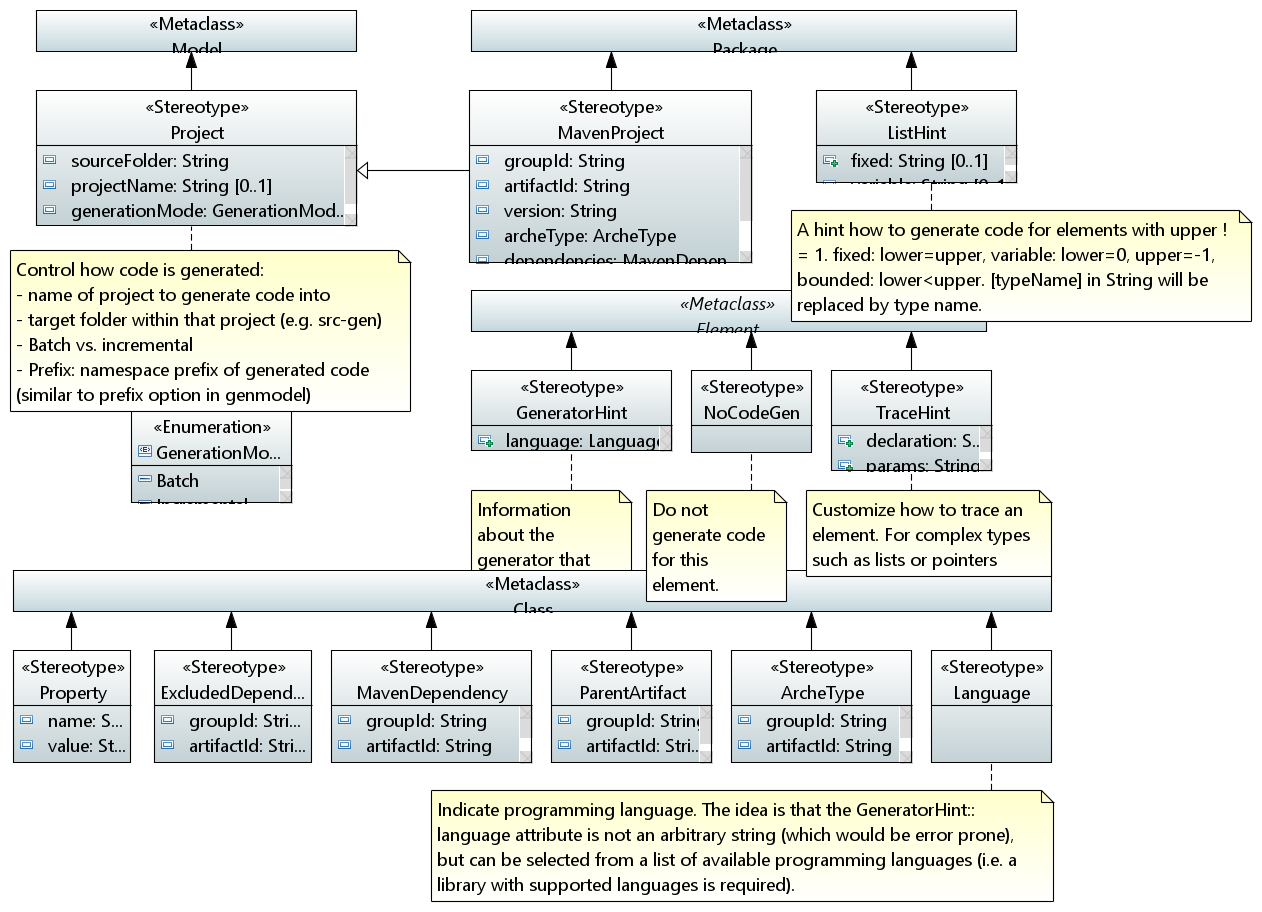 «Metaclass»
Model
«Metaclass»
Package
«Stereotype»
Project
sourceFolder: String
projectName: String [0..1]
generationMode: GenerationMod...
«Stereotype»
MavenProject
groupId: String
artifactId: String
version: String
archeType: ArcheType
dependencies: MavenDepen
«Stereotype»
ListHint
fixed: String [0..1]
variable: String [0..1
A hint how to generate code for elements with upper !
= 1. fixed: lower=upper, variable: lower=0, upper=-1,
bounded: lower<upper. [typeName] in String will be
replaced by type name.
Control how code is generated:
- name of project to generate code into
- target folder within that project (e.g. src-gen)
- Batch vs. incremental
- Prefix: namespace prefix of generated code
(similar to prefix option in genmodel)
«Enumeration»
GenerationMo...
Batch
Incremental
«Metaclass»
Element
«Stereotype»
GeneratorHint
language: Language
«Stereotype»
NoCodeGen
«Stereotype»
TraceHint
declaration: S...
params: String
Information
about the
generator that
Do not
generate code
for this
element.
Customize how to trace an
element. For complex types
such as lists or pointers
«Metaclass»
Class
«Stereotype»
Property
name: S...
value: St...
«Stereotype»
ExcludedDepend...
groupId: Stri...
artifactId: Stri...
«Stereotype»
MavenDependency
groupId: String
artifactId: String
«Stereotype»
ParentArtifact
groupId: String
artifactId: Stri...
«Stereotype»
ArcheType
groupId: String
artifactId: String
«Stereotype»
Language
Indicate programming language. The idea is that the GeneratorHint::
language attribute is not an arbitrary string (which would be error prone),
but can be selected from a list of available programming languages (i.e. a
library with supported languages is required).